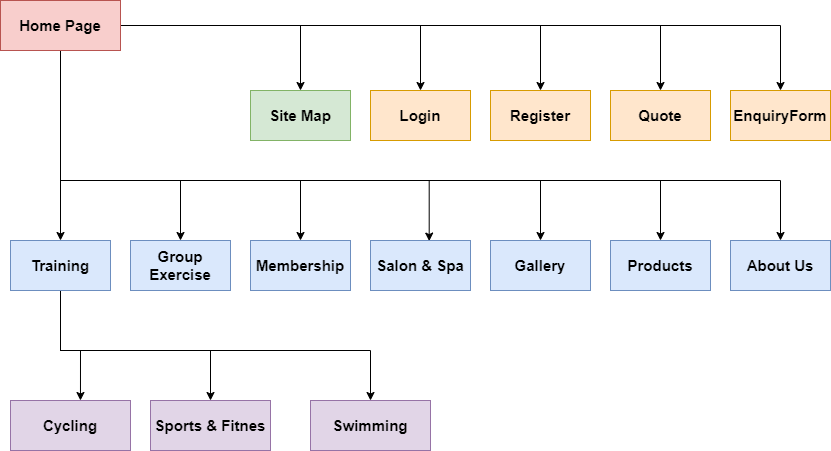 Home Page
Site Map
Login
Register
Quote
EnquiryForm
Training
Group
Exercise
Membership
Salon & Spa
Gallery
Products
About Us
Cycling
Sports & Fitnes
Swimming